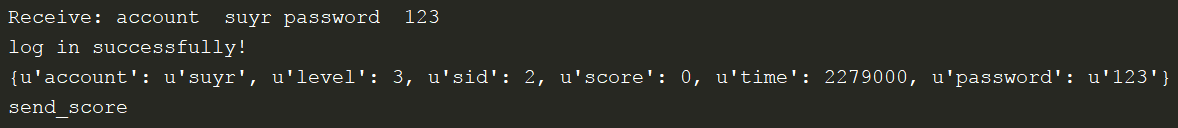 Receive: account  suyr password  123
log in successfully!
{u'account': u'suyr', u'level': 3, u'sid': 2, u'score': 0, u'time': 2279000, u'password': u'123'}
send_score